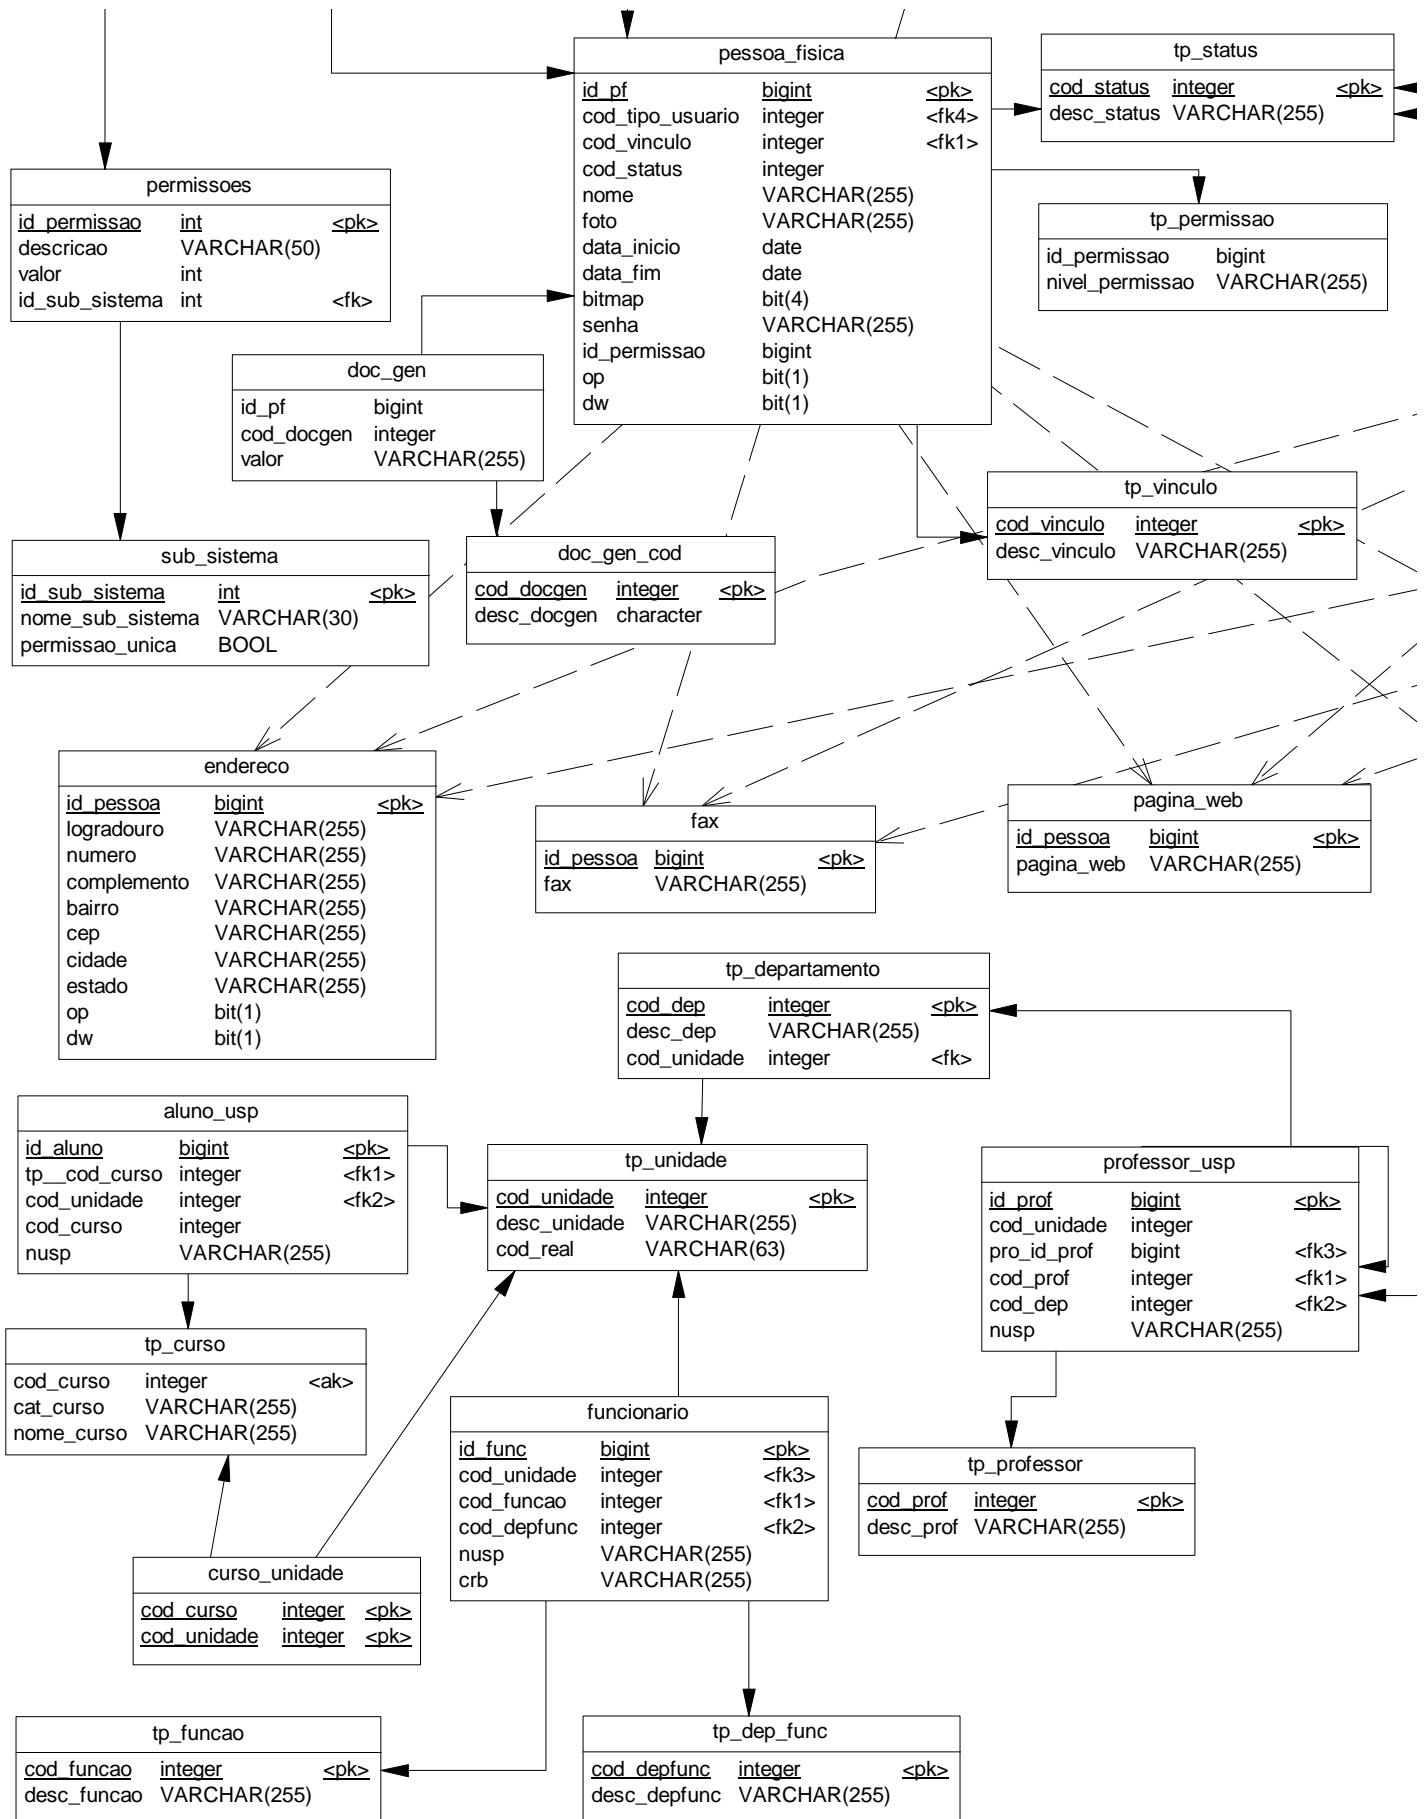 pessoa_fisica
id_pf bigint <pk>
cod_tipo_usuario integer <fk4>
cod_vinculo integer <fk1>
cod_status integer
nome VARCHAR(255)
foto VARCHAR(255)
data_inicio date
data_fim date
bitmap bit(4)
senha VARCHAR(255)
id_permissao bigint
op bit(1)
dw bit(1)
tp_status
cod_status integer <pk>
desc_status VARCHAR(255)
permissoes
id_permissao int <pk>
descricao VARCHAR(50)
valor int
id_sub_sistema int <fk>
tp_permissao
id_permissao bigint
nivel_permissao VARCHAR(255)
doc_gen
id_pf bigint
cod_docgen integer
valor VARCHAR(255)
tp_vinculo
cod_vinculo integer <pk>
desc_vinculo VARCHAR(255)
sub_sistema
id_sub_sistema int <pk>
nome_sub_sistema VARCHAR(30)
permissao_unica BOOL
doc_gen_cod
cod_docgen integer <pk>
desc_docgen character
endereco
id_pessoa bigint <pk>
logradouro VARCHAR(255)
numero VARCHAR(255)
complemento VARCHAR(255)
bairro VARCHAR(255)
cep VARCHAR(255)
cidade VARCHAR(255)
estado VARCHAR(255)
op bit(1)
dw bit(1)
fax
id_pessoa bigint <pk>
fax VARCHAR(255)
pagina_web
id_pessoa bigint <pk>
pagina_web VARCHAR(255)
tp_departamento
cod_dep integer <pk>
desc_dep VARCHAR(255)
cod_unidade integer <fk>
aluno_usp
id_aluno bigint <pk>
tp__cod_curso integer <fk1>
cod_unidade integer <fk2>
cod_curso integer
nusp VARCHAR(255)
tp_unidade
cod_unidade integer <pk>
desc_unidade VARCHAR(255)
cod_real VARCHAR(63)
professor_usp
id_prof bigint <pk>
cod_unidade integer
pro_id_prof bigint <fk3>
cod_prof integer <fk1>
cod_dep integer <fk2>
nusp VARCHAR(255)
tp_curso
cod_curso integer <ak>
cat_curso VARCHAR(255)
nome_curso VARCHAR(255)
funcionario
id_func bigint <pk>
cod_unidade integer <fk3>
cod_funcao integer <fk1>
cod_depfunc integer <fk2>
nusp VARCHAR(255)
crb VARCHAR(255)
tp_professor
cod_prof integer <pk>
desc_prof VARCHAR(255)
curso_unidade
cod_curso integer <pk>
cod_unidade integer <pk>
tp_funcao
cod_funcao integer <pk>
desc_funcao VARCHAR(255)
tp_dep_func
cod_depfunc integer <pk>
desc_depfunc VARCHAR(255)